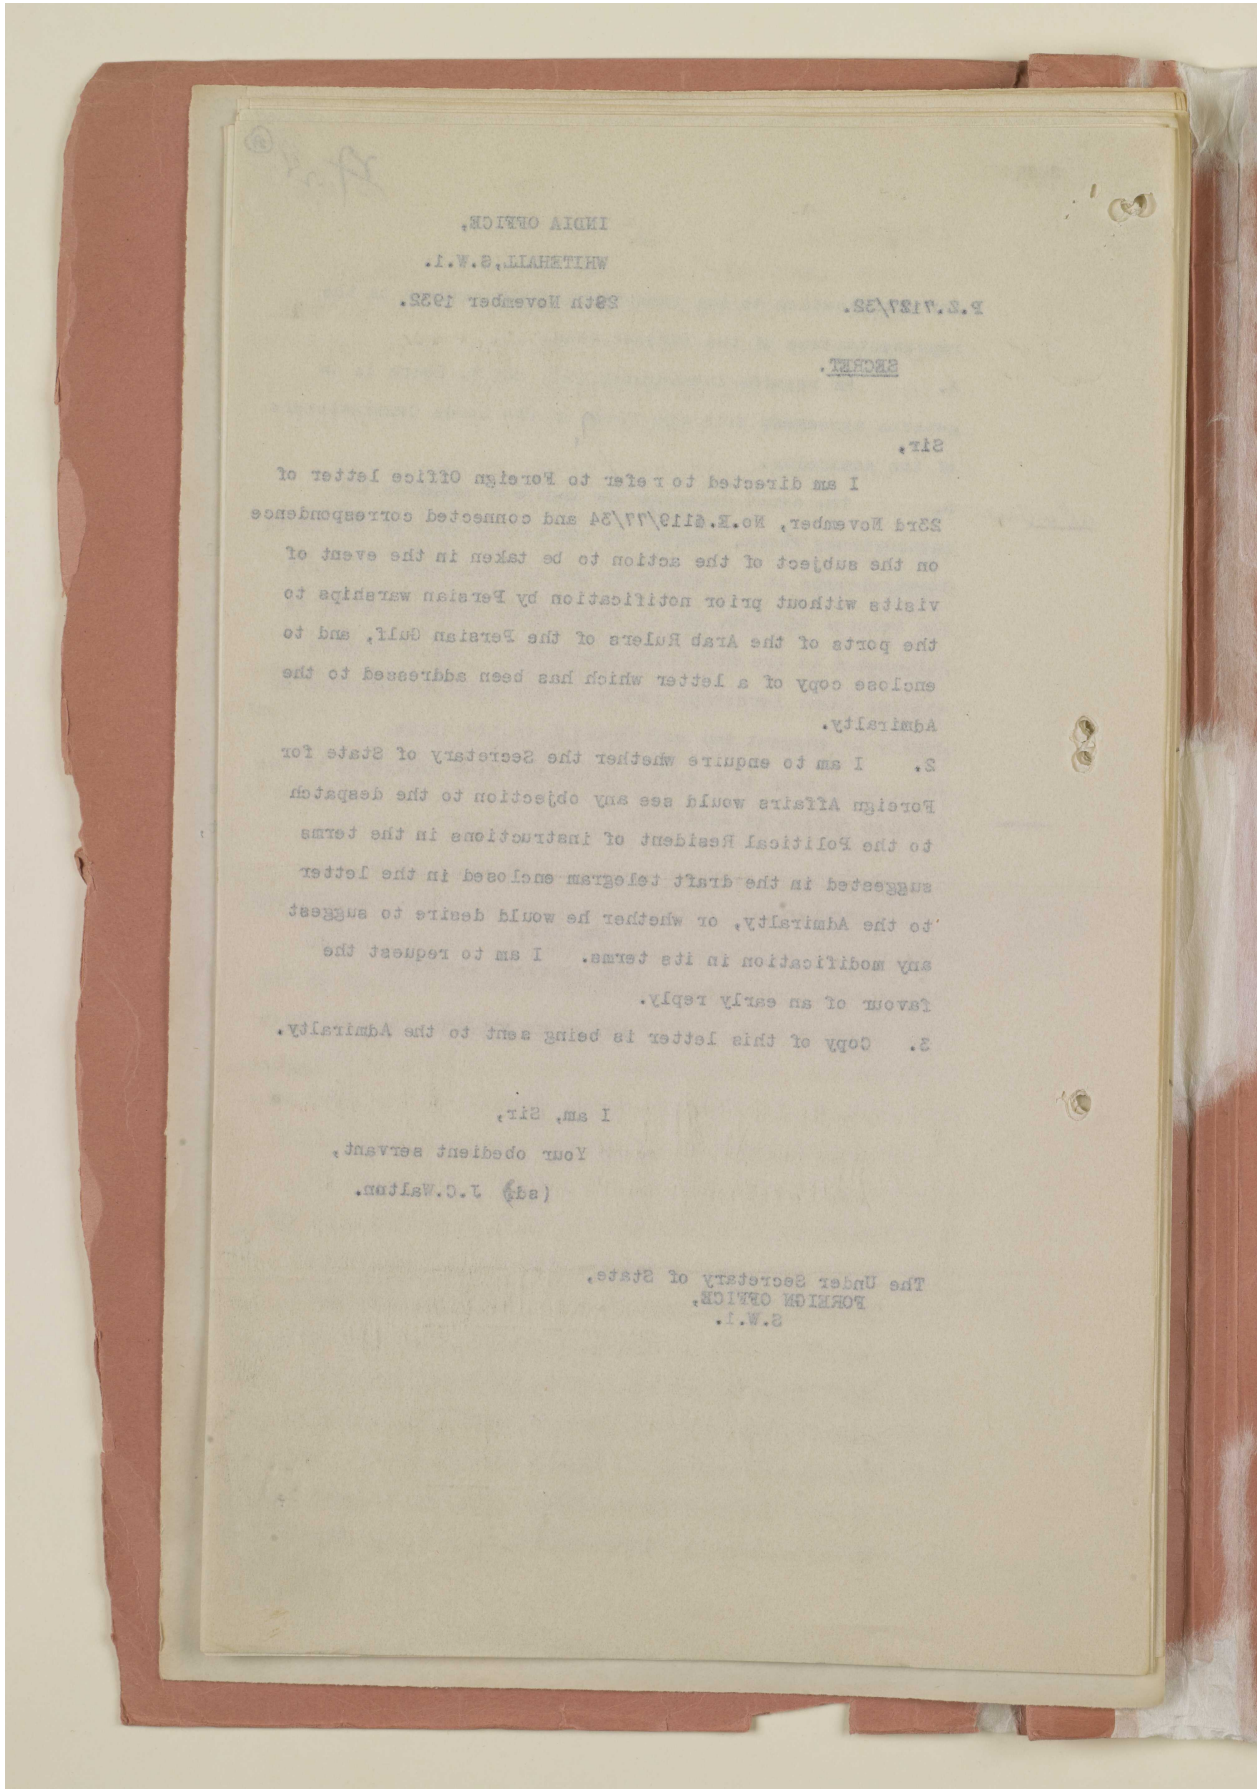 INDIA OFFICE,
WHITEHALL, S.W.1.
P.Z.7127/32. 26th November 1932.
SECRET.
Sir,
I am directed to refer to Foreign Office letter of
23rd November, No.E.6119/77/34 and connected correspondence
on the subject of the action to be taken in the event of
visits without prior notification by Persian warships to
the ports of the Arab Rulers of the Persian Gulf, and to
enclose copy of a letter which has been addressed to the
Admiralty.
2. I am to enquire whether the Secretary of State for
Foreign Affairs would see any objection to the despatch
to the Political Resident of instructions in the terms
suggested in the draft telegram enclosed in the letter
to the Admiralty, or whether he would desire to suggest
any modification in its terms. I am to request the
favour of an early reply.
3. Copy of this letter is being sent to the Admiralty.
I am, Sir,
Your obedient servant,
(sd) J.C.Waltnn.
The Under Secretary of State,
FOREIGN OFFICE,
S.W.1.